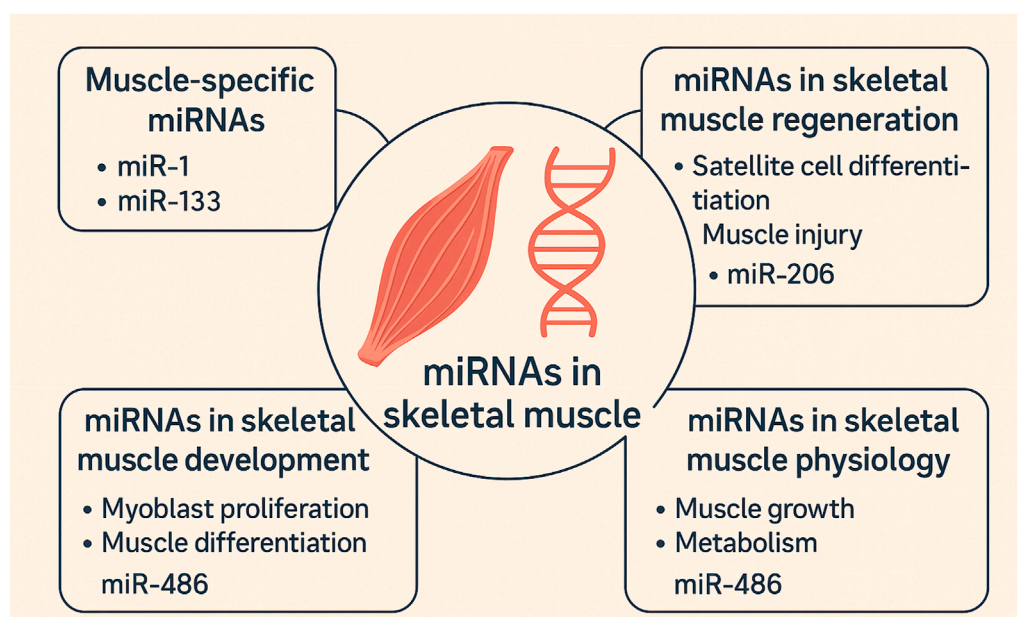 Muscle-specific
miRNAs
• miR-1
• miR-133
miRNAs in skeletal
muscle regeneration
• Satellite cell differenti-
tiation
Muscle injury
• miR-206
miRNAs in
skeletal muscle
miRNAs in skeletal
muscle development
• Myoblast proliferation
• Muscle differentiation
miR-486
miRNAs in skeletal
muscle physiology
• Muscle growth
• Metabolism
miR-486